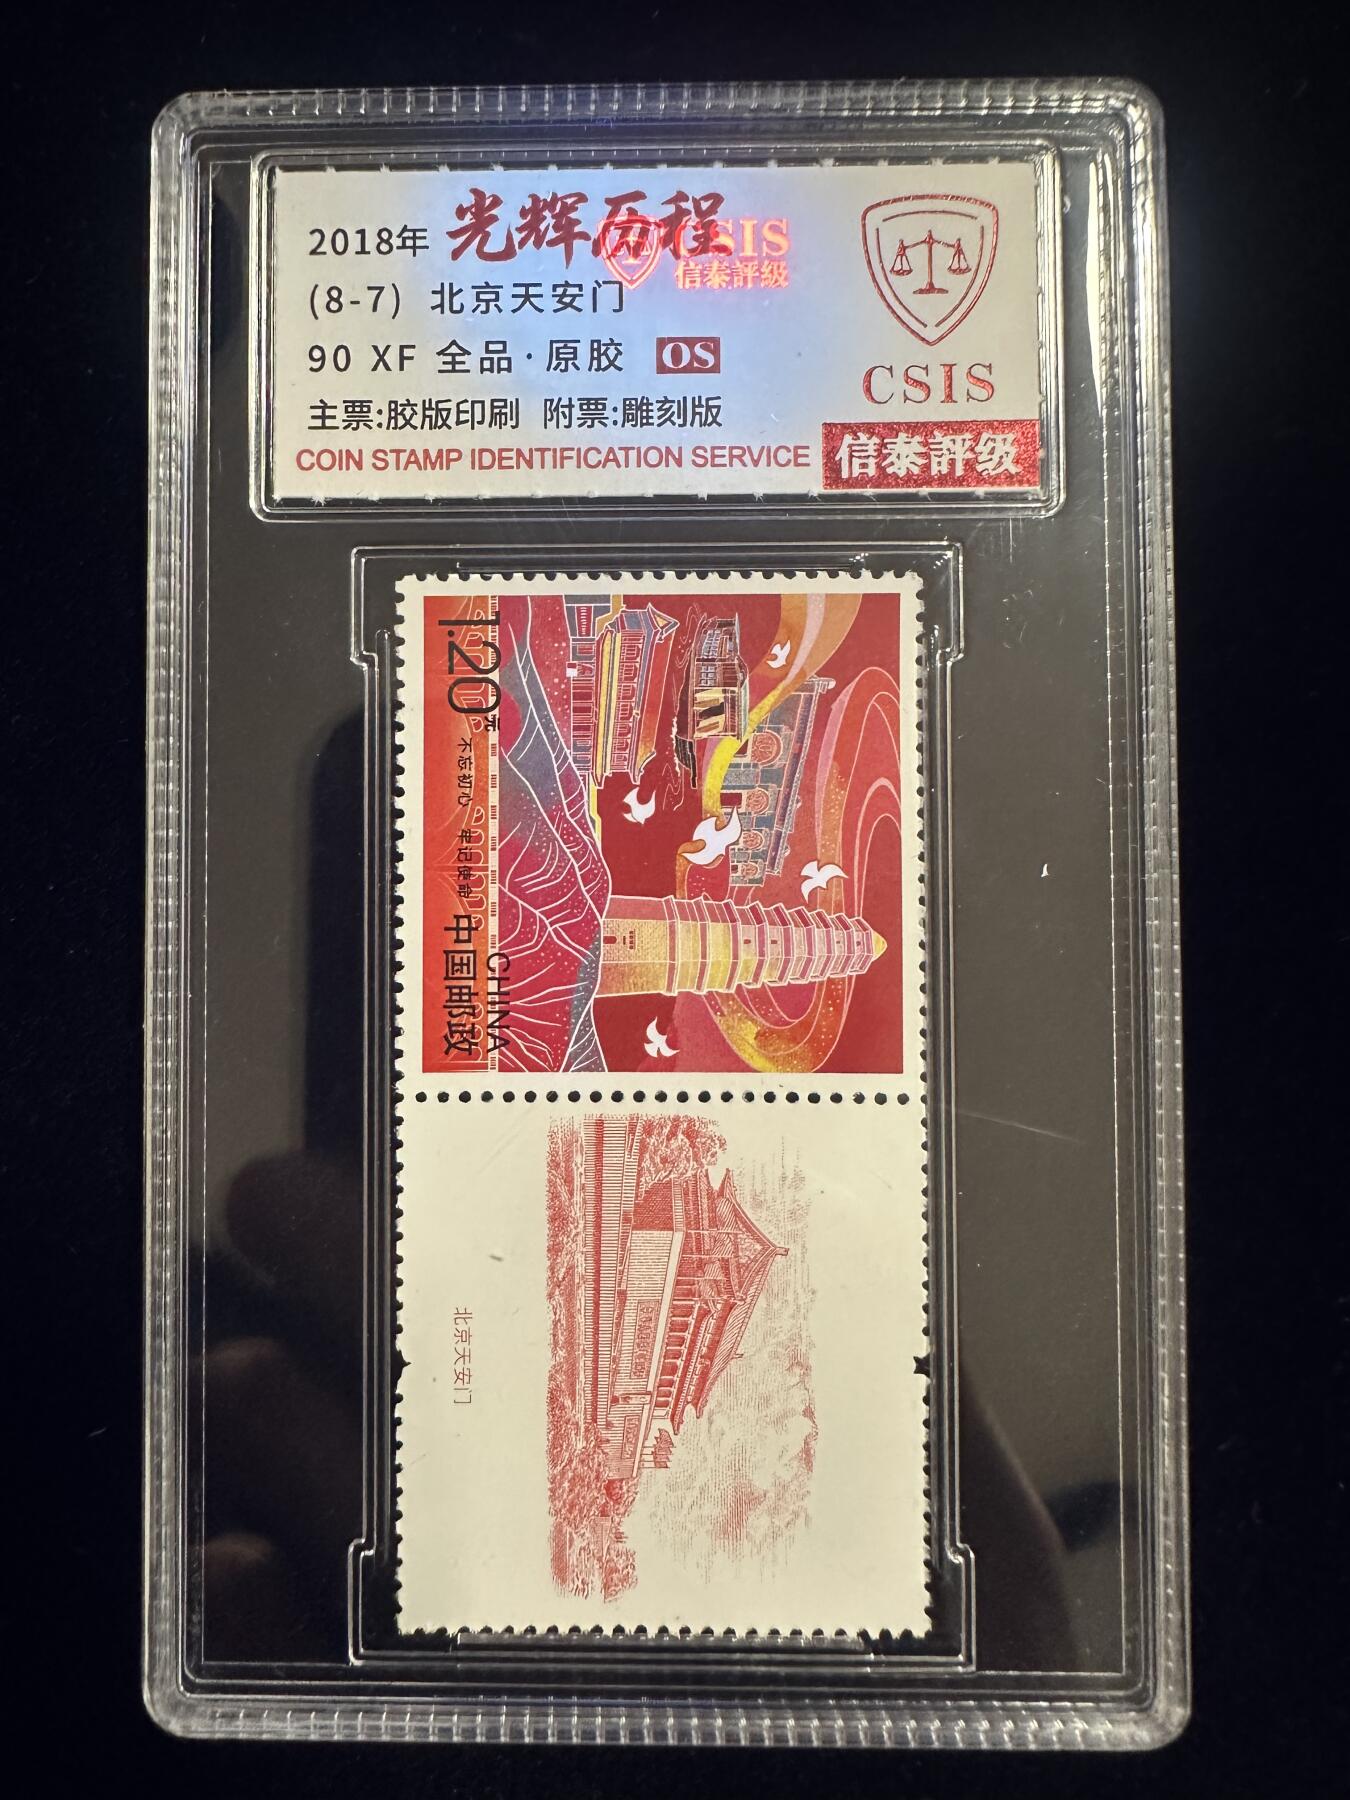 2018年 光辉历程
CSIS
信泰評級
(8-7) 北京天安门
90 XF 全品·原胶 OS
主票:胶版印刷 附票:雕刻版
COIN STAMP IDENTIFICATION SERVICE
CSIS
信泰評级
1.20元
不忘初心 牢记使命
中国邮政
CHINA
北京天安门